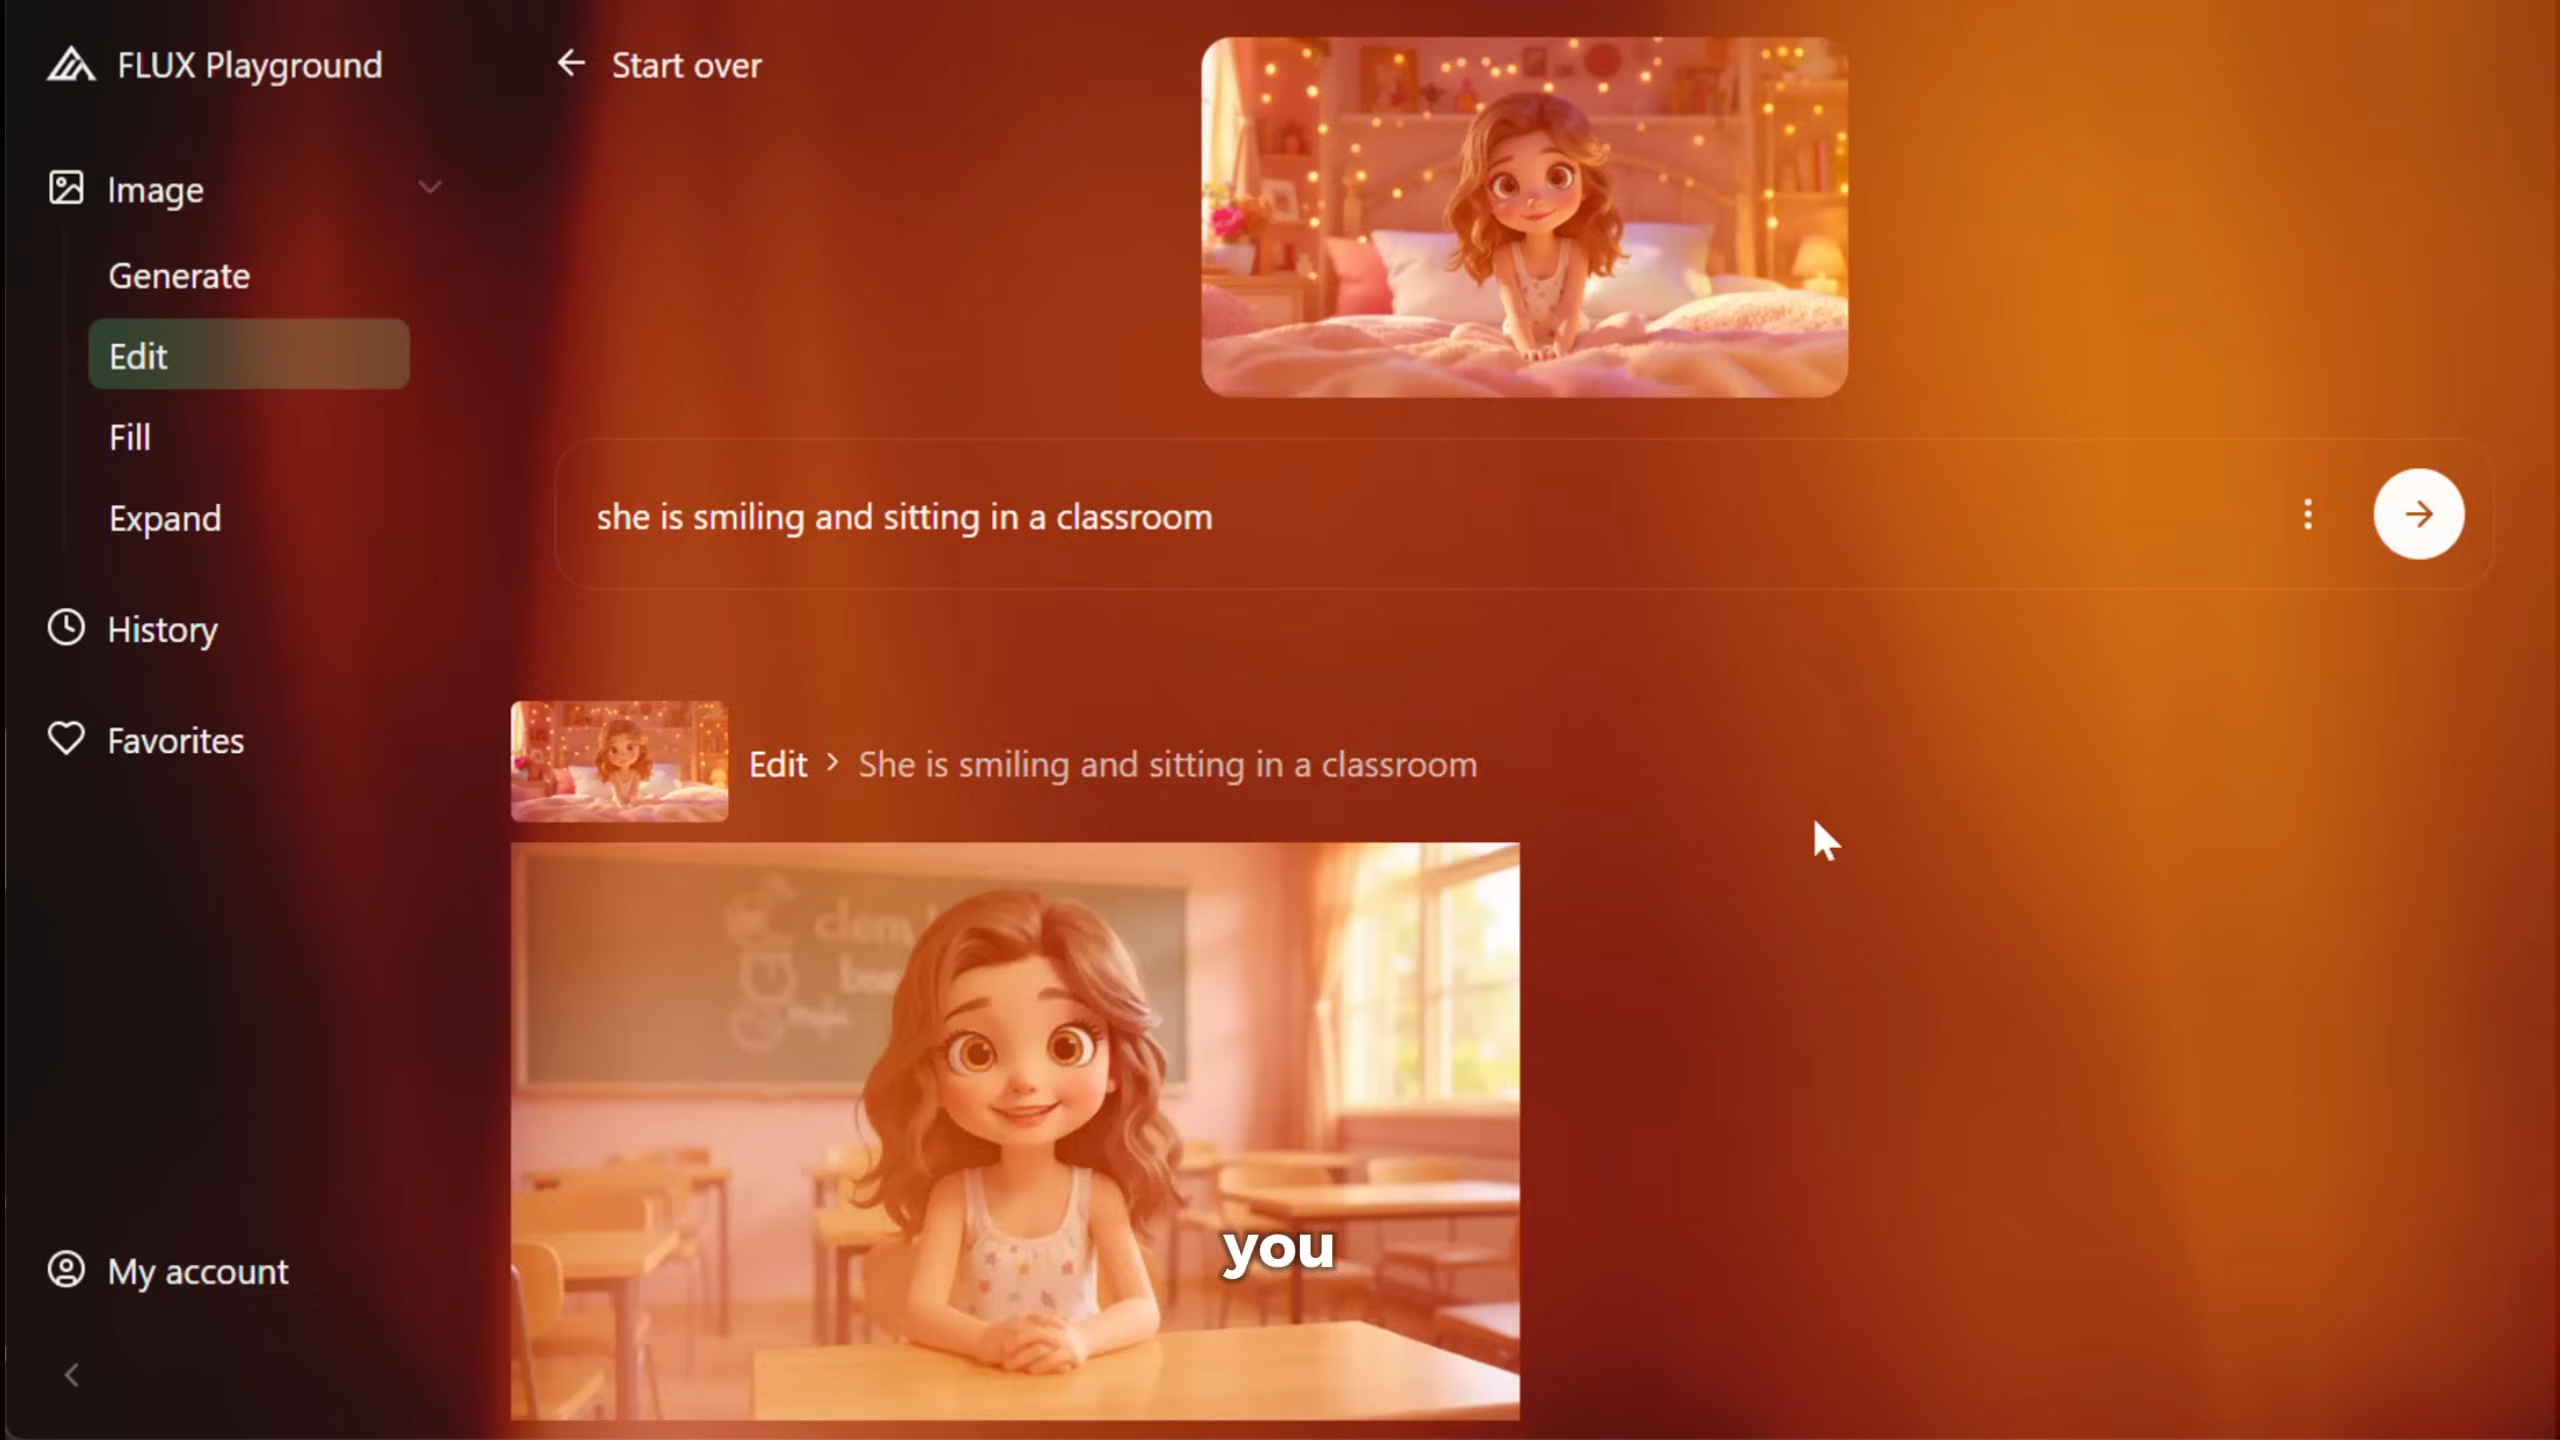 FLUX Playground
Start over
Image
Generate
Edit
Fill
Expand
History
Favorites
My account
she is smiling and sitting in a classroom
Edit > She is smiling and sitting in a classroom
clem
you